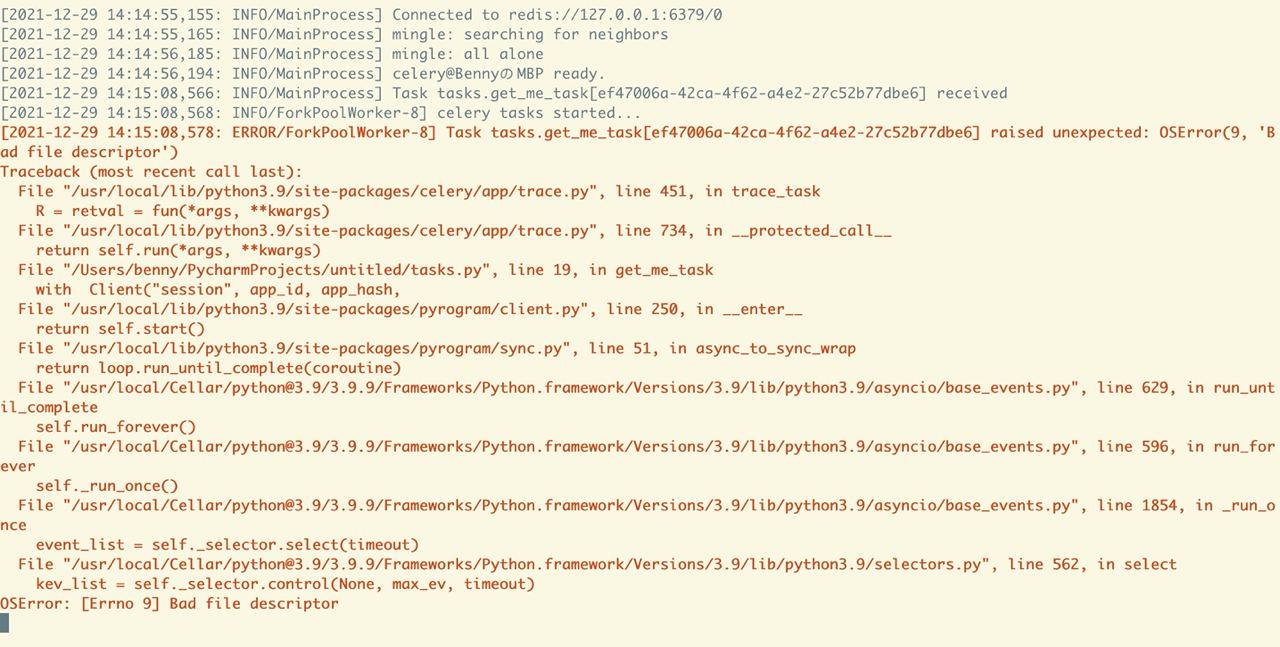 [2021-12-29 14:14:55,155: INFO/MainProcess] Connected to redis://127.0.0.1:6379/0
[2021-12-29 14:14:55,165: INFO/MainProcess] mingle: searching for neighbors
[2021-12-29 14:14:56,185: INFO/MainProcess] mingle: all alone
[2021-12-29 14:14:56,194: INFO/MainProcess] celery@BennyのMBP ready.
[2021-12-29 14:15:08,566: INFO/MainProcess] Task tasks.get_me_task[ef47006a-42ca-4f62-a4e2-27c52b77dbe6] received
[2021-12-29 14:15:08,568: INFO/ForkPoolWorker-8] celery tasks started...
[2021-12-29 14:15:08,578: ERROR/ForkPoolWorker-8] Task tasks.get_me_task[ef47006a-42ca-4f62-a4e2-27c52b77dbe6] raised unexpected: OSError(9, 'B
ad file descriptor')
Traceback (most recent call last):
  File "/usr/local/lib/python3.9/site-packages/celery/app/trace.py", line 451, in trace_task
    R = retval = fun(*args, **kwargs)
  File "/usr/local/lib/python3.9/site-packages/celery/app/trace.py", line 734, in __protected_call__
    return self.run(*args, **kwargs)
  File "/Users/benny/PycharmProjects/untitled/tasks.py", line 19, in get_me_task
    with  Client("session", app_id, app_hash,
  File "/usr/local/lib/python3.9/site-packages/pyrogram/client.py", line 250, in __enter__
    return self.start()
  File "/usr/local/lib/python3.9/site-packages/pyrogram/sync.py", line 51, in async_to_sync_wrap
    return loop.run_until_complete(coroutine)
  File "/usr/local/Cellar/python@3.9/3.9.9/Frameworks/Python.framework/Versions/3.9/lib/python3.9/asyncio/base_events.py", line 629, in run_unt
il_complete
    self.run_forever()
  File "/usr/local/Cellar/python@3.9/3.9.9/Frameworks/Python.framework/Versions/3.9/lib/python3.9/asyncio/base_events.py", line 596, in run_for
ever
    self._run_once()
  File "/usr/local/Cellar/python@3.9/3.9.9/Frameworks/Python.framework/Versions/3.9/lib/python3.9/asyncio/base_events.py", line 1854, in _run_o
nce
    event_list = self._selector.select(timeout)
  File "/usr/local/Cellar/python@3.9/3.9.9/Frameworks/Python.framework/Versions/3.9/lib/python3.9/selectors.py", line 562, in select
    kev_list = self._selector.control(None, max_ev, timeout)
OSError: [Errno 9] Bad file descriptor